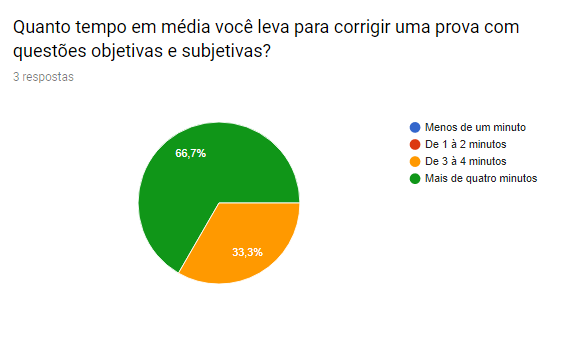 Quanto tempo em média você leva para corrigir uma prova com
questões objetivas e subjetivas?
3 respostas
66,7%
33,3%
Menos de um minuto
De 1 à 2 minutos
De 3 à 4 minutos
Mais de quatro minutos